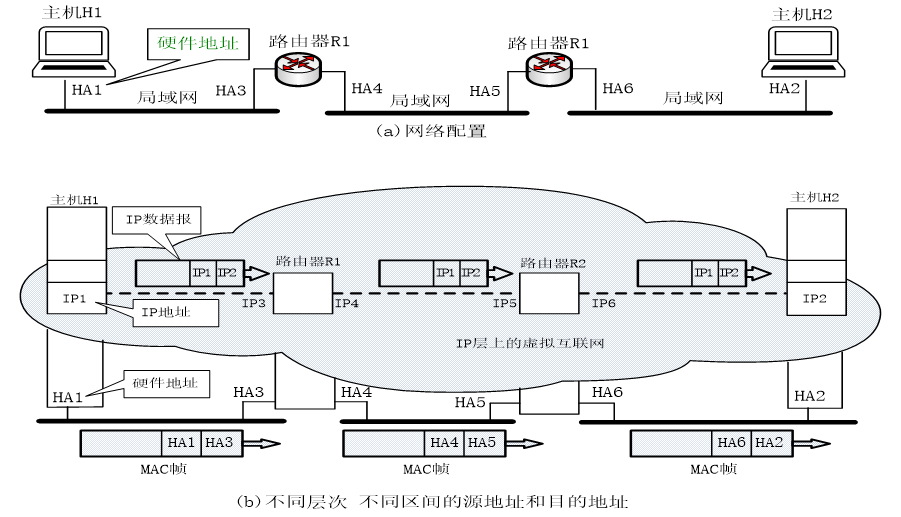 主机H1
主机H2
硬件地址
路由器R1
路由器R1
HA1
局域网
HA3
HA4
局域网
HA5
HA6
局域网
HA2
(a)网络配置
主机H1
主机H2
IP数据报
IP1 IP2
路由器R1
IP1 IP2
路由器R2
IP1 IP2
IP1
IP3
IP4
IP5
IP6
IP2
IP地址
IP层上的虚拟互联网
硬件地址
HA1
HA3
HA4
HA5
HA6
HA2
HA1 HA3
HA4 HA5
HA6 HA2
MAC帧
MAC帧
MAC帧
(b)不同层次 不同区间的源地址和目的地址